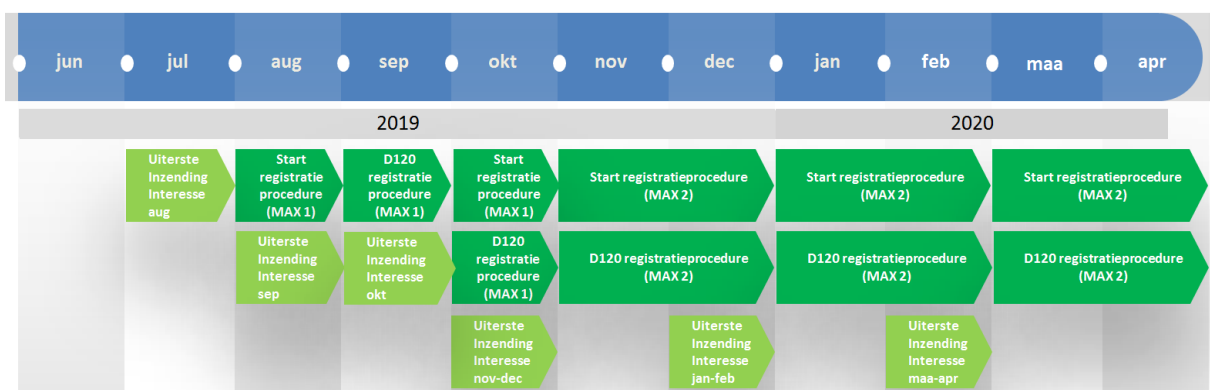 jun jul aug sep okt nov dec jan feb maa apr
2019 2020
Uiterste
Inzending
Interesse
aug
Start
registratie
procedure
(MAX 1)
D120
registratie
procedure
(MAX 1)
Start
registratie
procedure
(MAX 1)
Start registratieprocedure
(MAX 2)
Start registratieprocedure
(MAX 2)
Start registratieprocedure
(MAX 2)
Uiterste
Inzending
Interesse
sep
Uiterste
Inzending
Interesse
okt
D120
registratie
procedure
(MAX 1)
D120 registratieprocedure
(MAX 2)
D120 registratieprocedure
(MAX 2)
D120 registratieprocedure
(MAX 2)
Uiterste
Inzending
Interesse
nov-dec
Uiterste
Inzending
Interesse
jan-feb
Uiterste
Inzending
Interesse
maa-apr